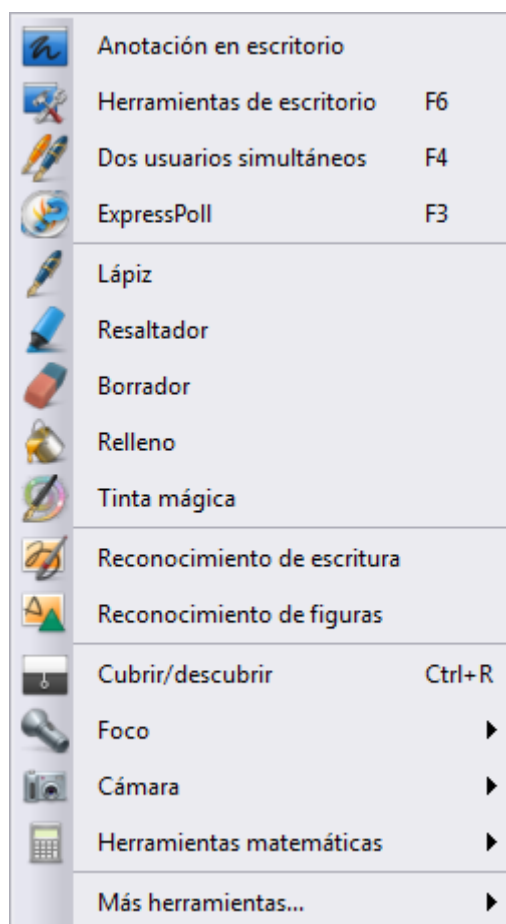 Anotación en escritorio
Herramientas de escritorio F6
Dos usuarios simultáneos F4
ExpressPoll F3
Lápiz
Resaltador
Borrador
Relleno
Tinta mágica
Reconocimiento de escritura
Reconocimiento de figuras
Cubrir/descubrir Ctrl+R
Foco
Cámara
Herramientas matemáticas
Más herramientas...